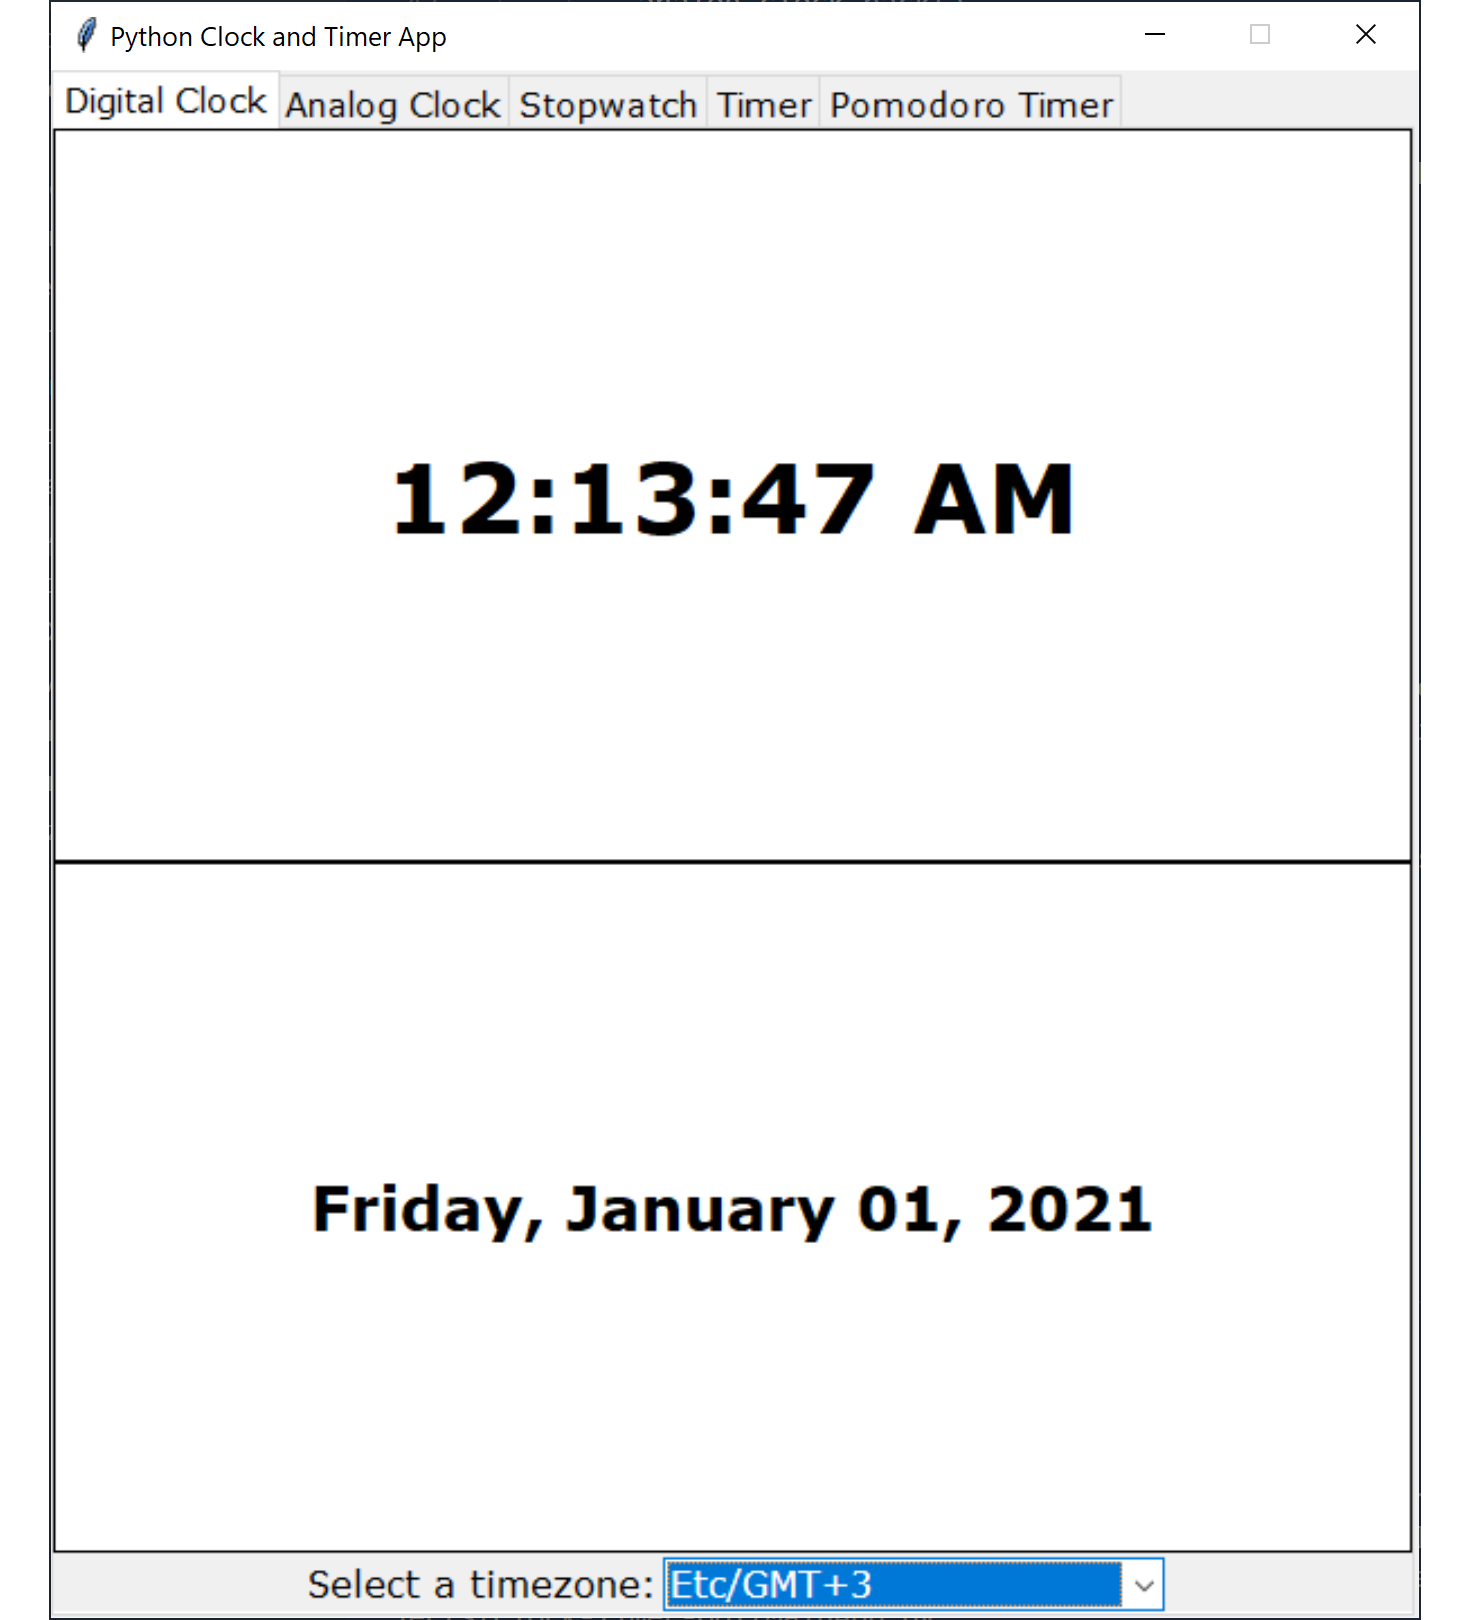 Python Clock and Timer App
Digital Clock Analog Clock Stopwatch Timer Pomodoro Timer
12:13:47 AM
Friday, January 01, 2021
Select a timezone: Etc/GMT+3